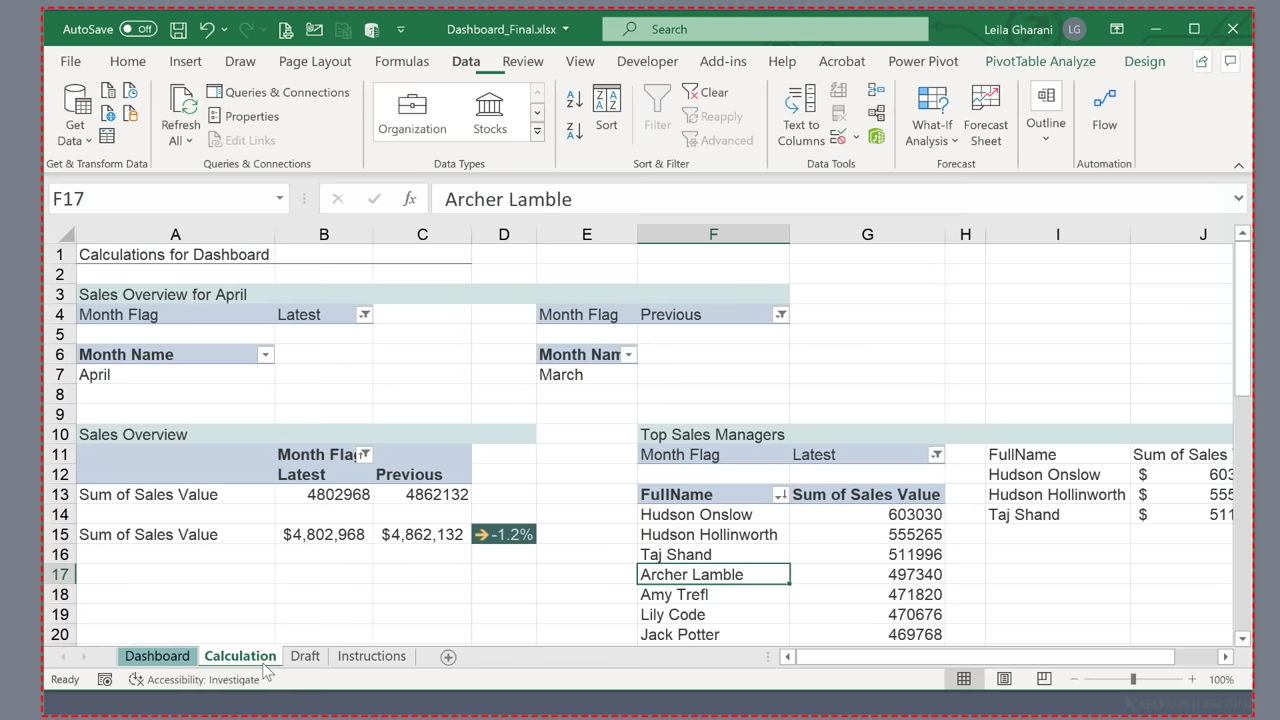 AutoSave Off Dashboard_Final.xlsx Search Leila Gharani LG
File Home Insert Draw Page Layout Formulas Data Review View Developer Add-ins Help Acrobat Power Pivot PivotTable Analyze Design
Get Data
Refresh All
Queries & Connections
Properties
Edit Links
Organization Stocks
Sort
Filter
Clear
Reapply
Advanced
Text to Columns
What-If Analysis
Forecast Sheet
Outline
Flow
Get & Transform Data Queries & Connections Data Types Sort & Filter Data Tools Forecast Automation
F17 fx Archer Lamble
A B C D E F G H I J
1 Calculations for Dashboard
2
3 Sales Overview for April
4 Month Flag Latest Month Flag Previous
5
6 Month Name Month Nam
7 April March
8
9
10 Sales Overview Top Sales Managers
11 Month Flag Month Flag Latest FullName Sum of Sales
12 Latest Previous Hudson Onslow $ 603
13 Sum of Sales Value 4802968 4862132 FullName Sum of Sales Value Hudson Hollinworth $ 555
14 Hudson Onslow 603030 Taj Shand $ 511
15 Sum of Sales Value $4,802,968 $4,862,132 -1.2% Hudson Hollinworth 555265
16 Taj Shand 511996
17 Archer Lamble 497340
18 Amy Trefl 471820
19 Lily Code 470676
20 Jack Potter 469768
Dashboard Calculation Draft Instructions
Ready Accessibility: Investigate 100%